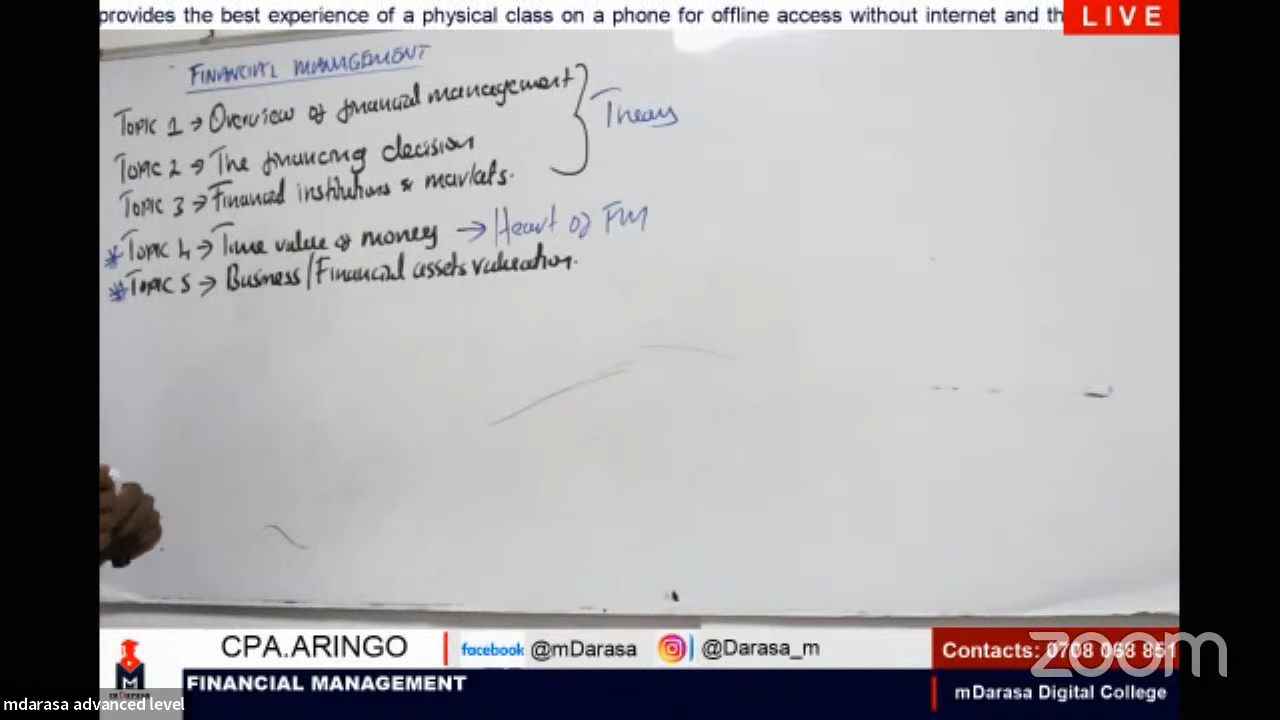 provides the best experience of a physical class on a phone for offline access without internet and th
LIVE
FINANCIAL MANAGEMENT
TOPIC 1 → Overview of financial management
TOPIC 2 → The financing decision
TOPIC 3 → Financial institutions & markets.
Theory
* TOPIC 4 → Time value of money → Heart of FM
* TOPIC 5 → Business/Financial assets valuation.
CPA.ARINGO
facebook @mDarasa
@Darasa_m
Contacts: 0708 068 851
zoom
mDarasa
FINANCIAL MANAGEMENT
mDarasa Digital College
mdarasa advanced level